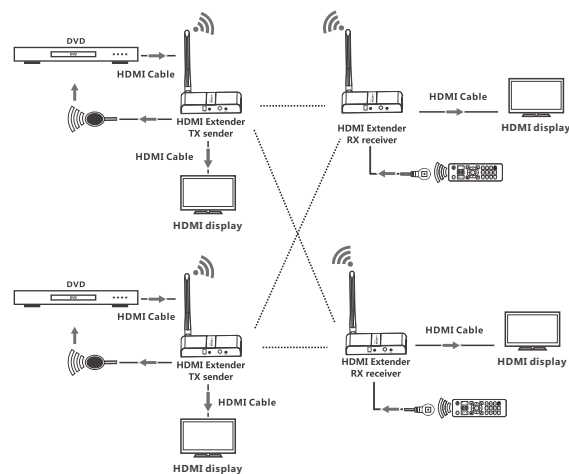 DVD
DVD
HDMI Cable
HDMI Extender
TX sender
HDMI Cable
HDMI display
HDMI Extender
RX receiver
HDMI Cable
HDMI display
DVD
DVD
HDMI Cable
HDMI Extender
TX sender
HDMI Cable
HDMI display
HDMI Extender
RX receiver
HDMI Cable
HDMI display